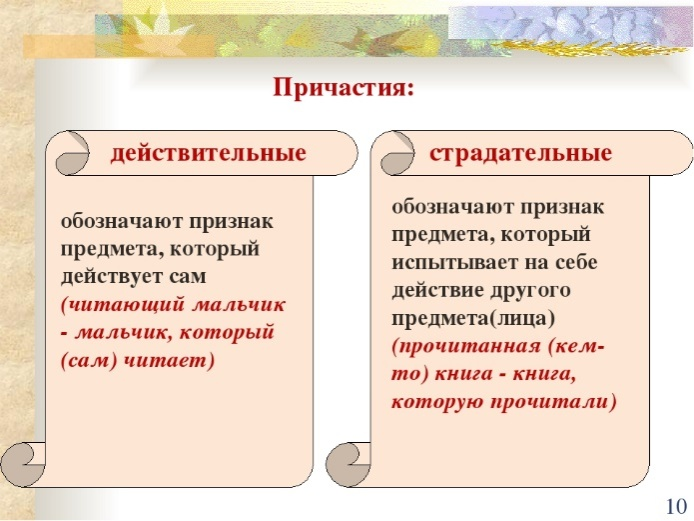 Причастия:
действительные
обозначают признак
предмета, который
действует сам
(читающий мальчик
- мальчик, который
(сам) читает)
страдательные
обозначают признак
предмета, который
испытывает на себе
действие другого
предмета(лица)
(прочитанная (кем-
то) книга - книга,
которую прочитали)
10